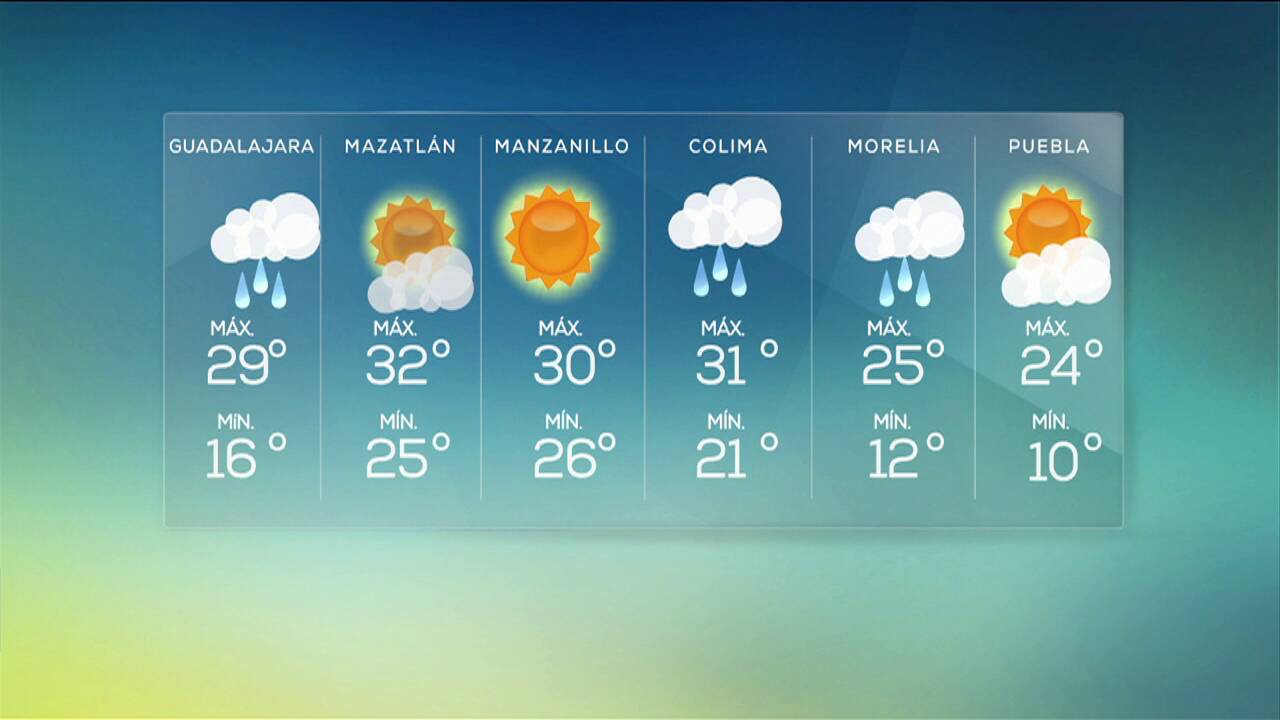 GUADALAJARA
MÁX.
29°
MíN.
16°
MAZATLÁN
MÁX.
32°
MÍN.
25°
MANZANILLO
MÁX.
30°
MÍN.
26°
COLIMA
MÁX.
31°
MÍN.
21°
MORELIA
MÁX.
25°
MÍN.
12°
PUEBLA
MÁX.
24°
MÍN.
10°